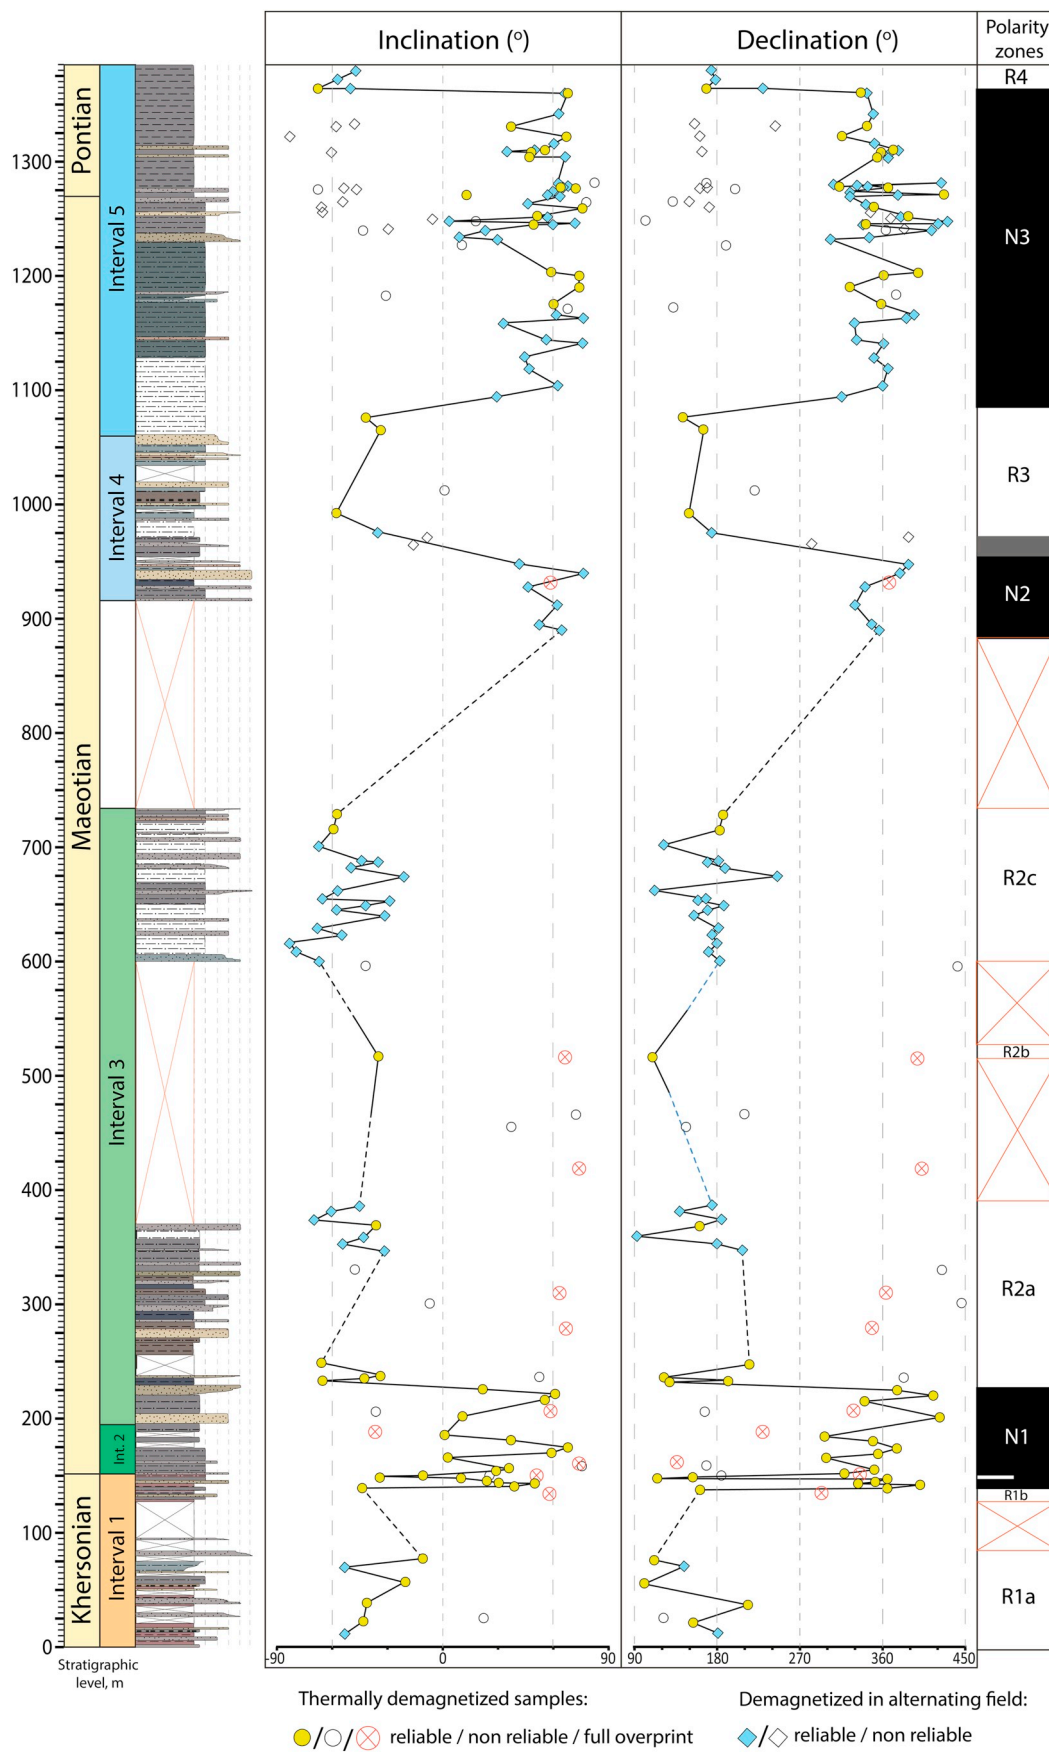 Inclination (o)
Declination (o)
Polarity
zones
Pontian
Maeotian
Khersonian
Interval 5
Interval 4
Interval 3
Int. 2
Interval 1
1300
1200
1100
1000
900
800
700
600
500
400
300
200
100
0
R4
N3
R3
N2
R2c
R2b
R2a
N1
R1b
R1a
-90
0
90
90
180
270
360
450
Stratigraphic
level, m
Thermally demagnetized samples:
reliable / non reliable / full overprint
Demagnetized in alternating field:
reliable / non reliable